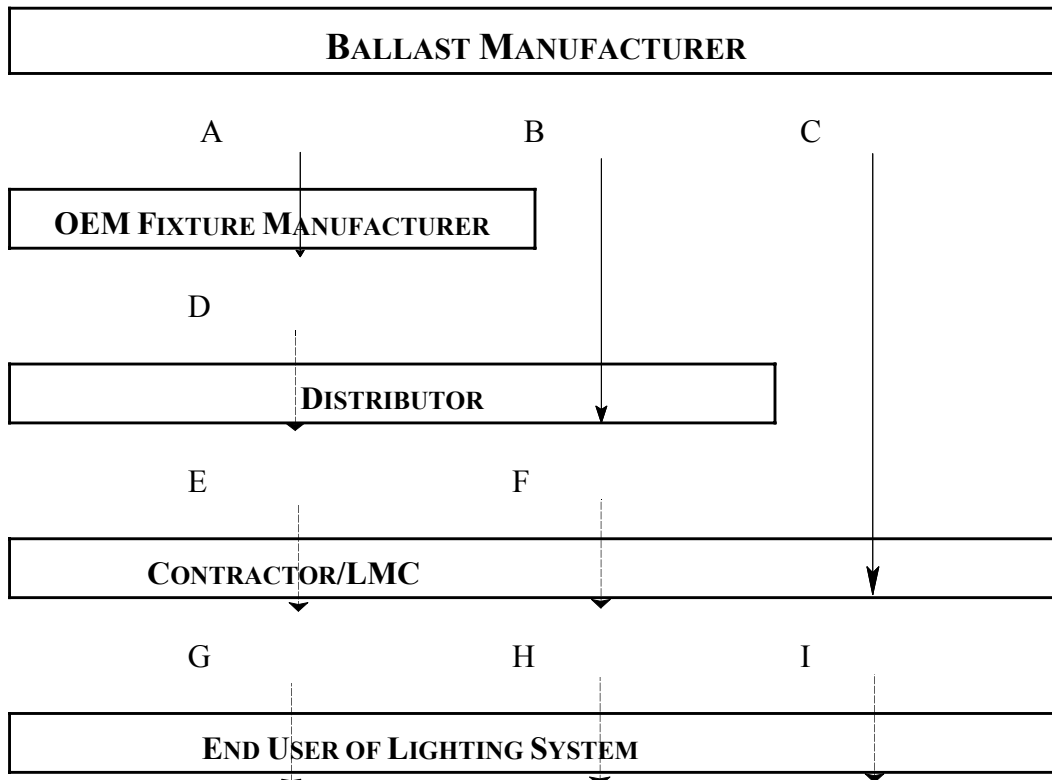 BALLAST MANUFACTURER
A B C
OEM FIXTURE MANUFACTURER
D
DISTRIBUTOR
E F
CONTRACTOR/LMC
G H I
END USER OF LIGHTING SYSTEM